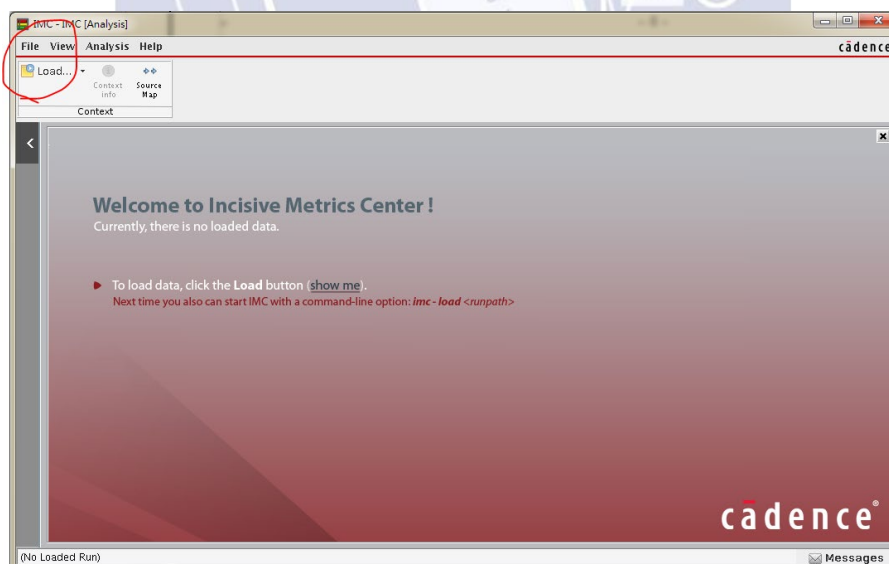 IMC - IMC [Analysis]
File View Analysis Help
cādence
Load...
Context info
Source Map
Context
Welcome to Incisive Metrics Center !
Currently, there is no loaded data.
To load data, click the Load button (show me).
Next time you also can start IMC with a command-line option: imc - load <runpath>
cādence®
(No Loaded Run)
Messages